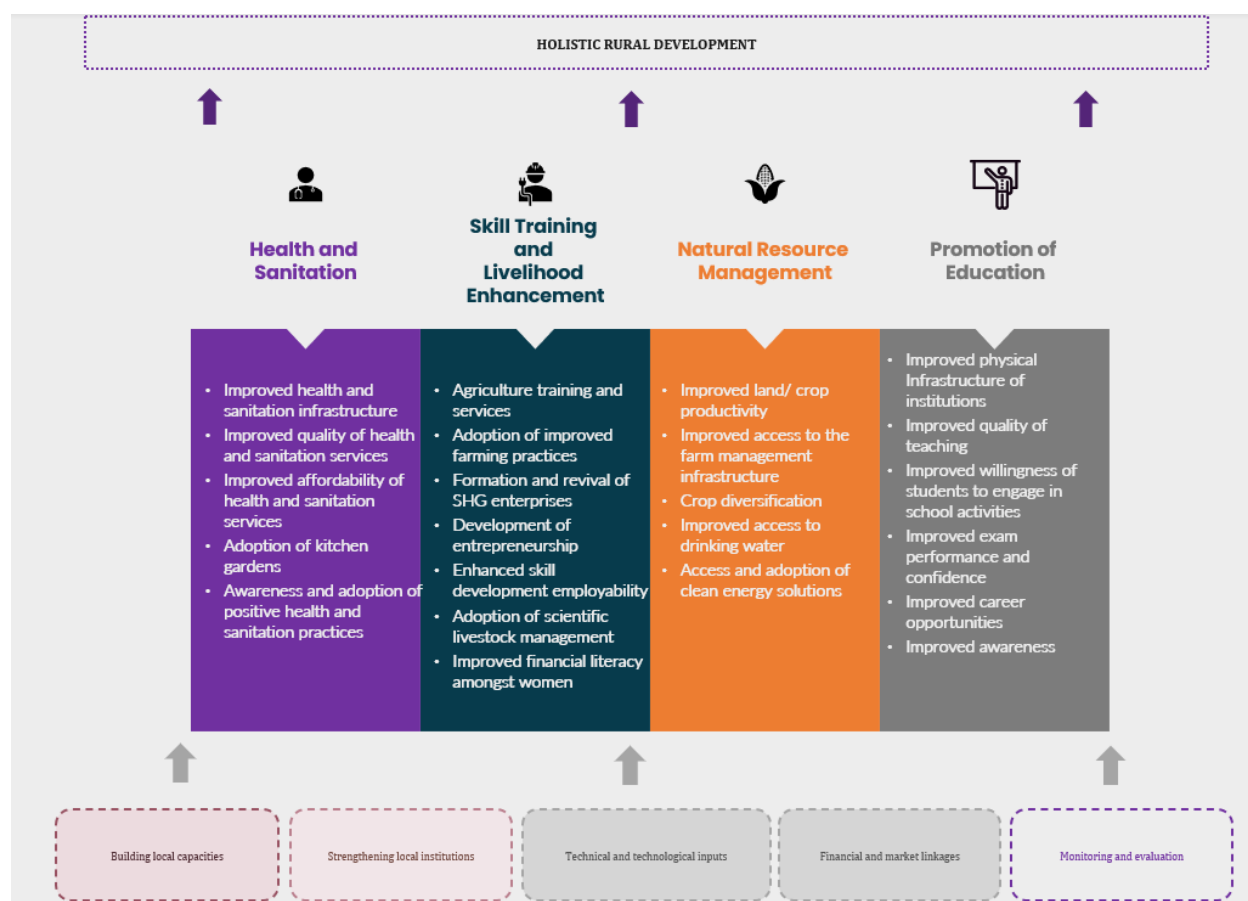 HOLISTIC RURAL DEVELOPMENT
Health and
Sanitation
Skill Training
and
Livelihood
Enhancement
Natural Resource
Management
Promotion of
Education
• Improved health and
sanitation infrastructure
• Improved quality of health
and sanitation services
• Improved affordability of
health and sanitation
services
• Adoption of kitchen
gardens
• Awareness and adoption of
positive health and
sanitation practices
• Agriculture training and
services
• Adoption of improved
farming practices
• Formation and revival of
SHG enterprises
• Development of
entrepreneurship
• Enhanced skill
development employability
• Adoption of scientific
livestock management
• Improved financial literacy
amongst women
• Improved land/ crop
productivity
• Improved access to the
farm management
infrastructure
• Crop diversification
• Improved access to
drinking water
• Access and adoption of
clean energy solutions
• Improved physical
Infrastructure of
institutions
• Improved quality of
teaching
• Improved willingness of
students to engage in
school activities
• Improved exam
performance and
confidence
• Improved career
opportunities
• Improved awareness
Building local capacities
Strengthening local institutions
Technical and technological inputs
Financial and market linkages
Monitoring and evaluation